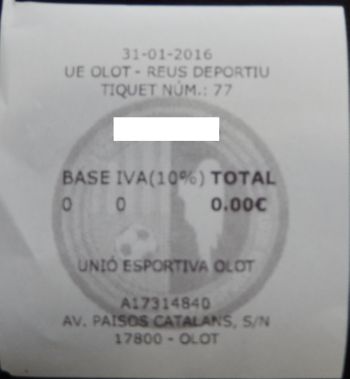 31-01-2016
UE OLOT - REUS DEPORTIU
TIQUET NÚM.: 77
BASE IVA(10%) TOTAL
0 0 0.00€
UNIÓ ESPORTIVA OLOT
A17314840
AV. PAISOS CATALANS, S/N
17800 - OLOT